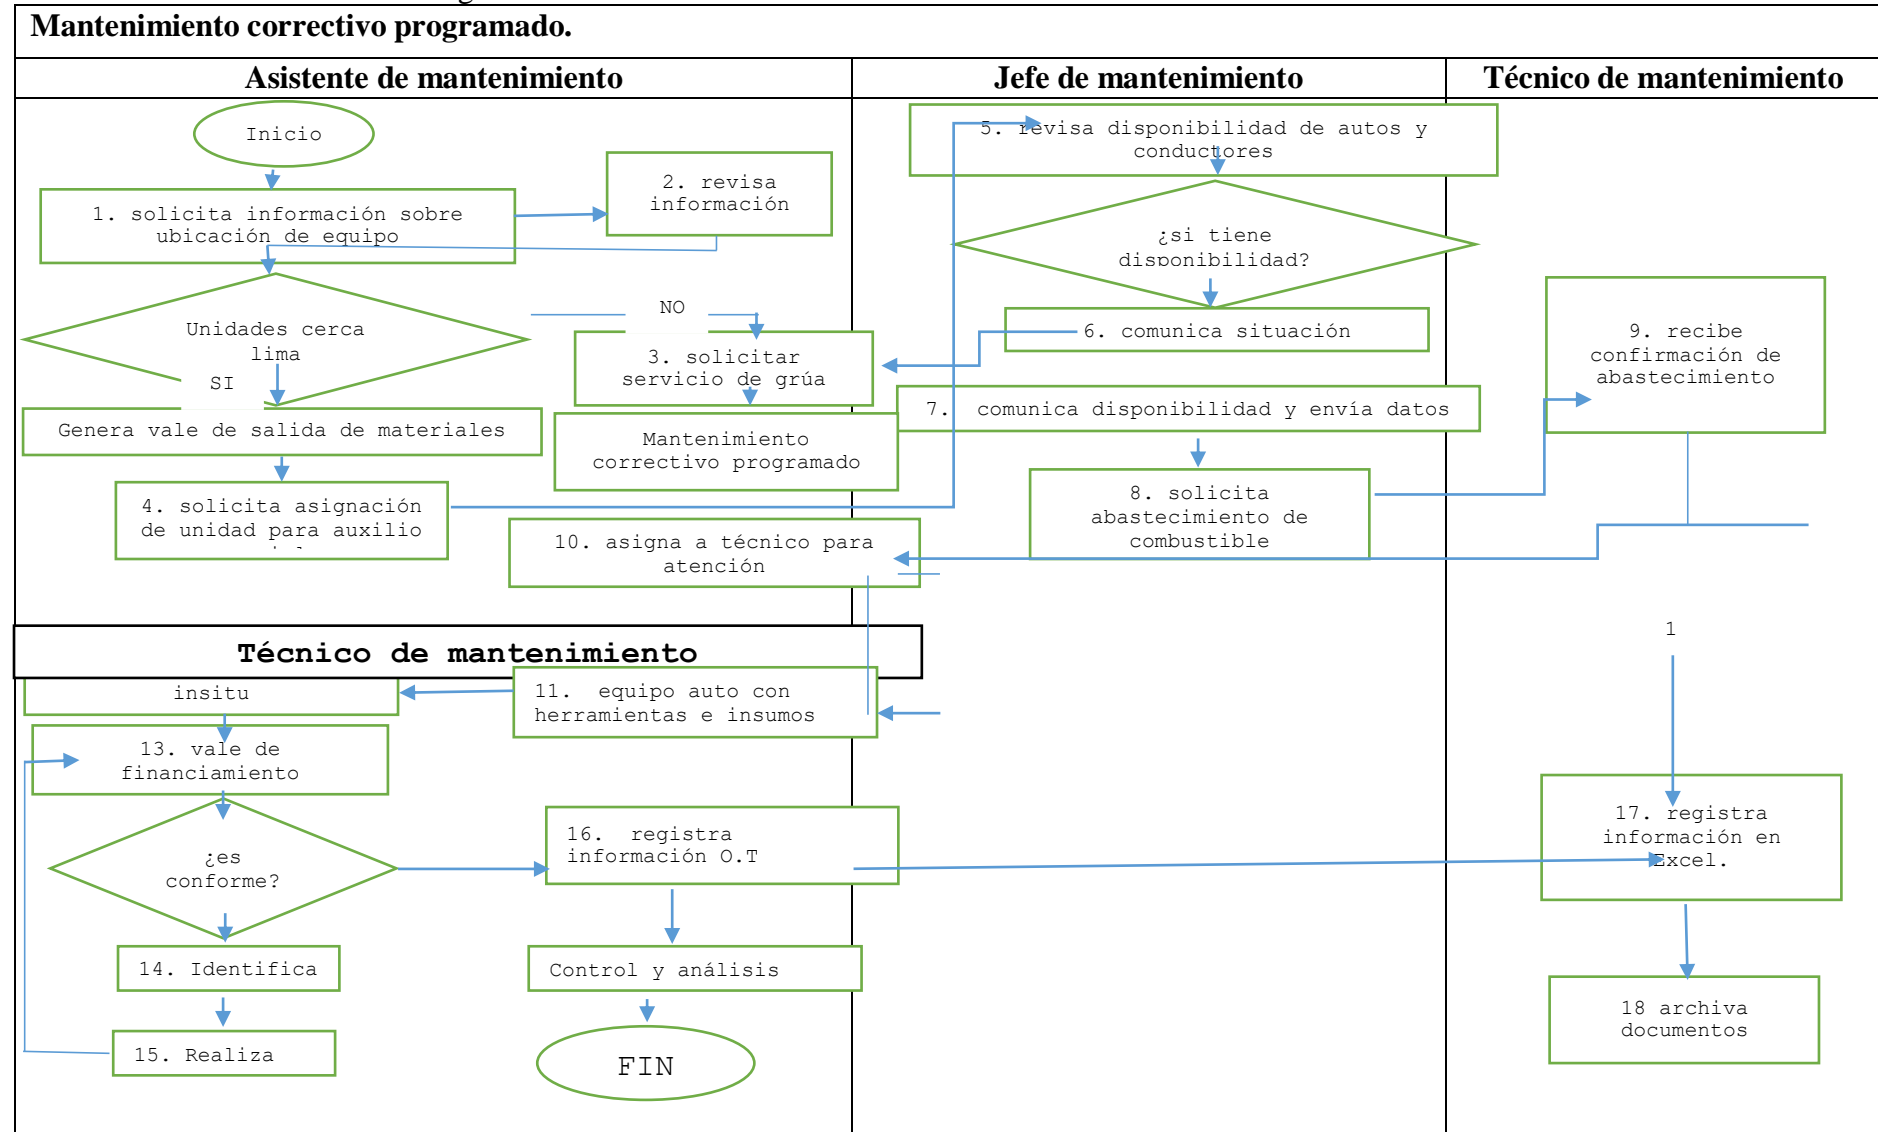 Mantenimiento correctivo programado.
Asistente de mantenimiento
Jefe de mantenimiento
Técnico de mantenimiento
Inicio
1. solicita información sobre
ubicación de equipo
2. revisa
información
Unidades cerca
lima
NO
SI
3. solicitar
servicio de grúa
Genera vale de salida de materiales
Mantenimiento
correctivo programado
4. solicita asignación
de unidad para auxilio
5. revisa disponibilidad de autos y
conductores
¿si tiene
disponibilidad?
6. comunica situación
7. comunica disponibilidad y envía datos
8. solicita
abastecimiento de
combustible
9. recibe
confirmación de
abastecimiento
10. asigna a técnico para
atención
1
Técnico de mantenimiento
insitu
11. equipo auto con
herramientas e insumos
13. vale de
financiamiento
¿es
conforme?
14. Identifica
15. Realiza
16. registra
información O.T
Control y análisis
FIN
17. registra
información en
Excel.
18 archiva
documentos